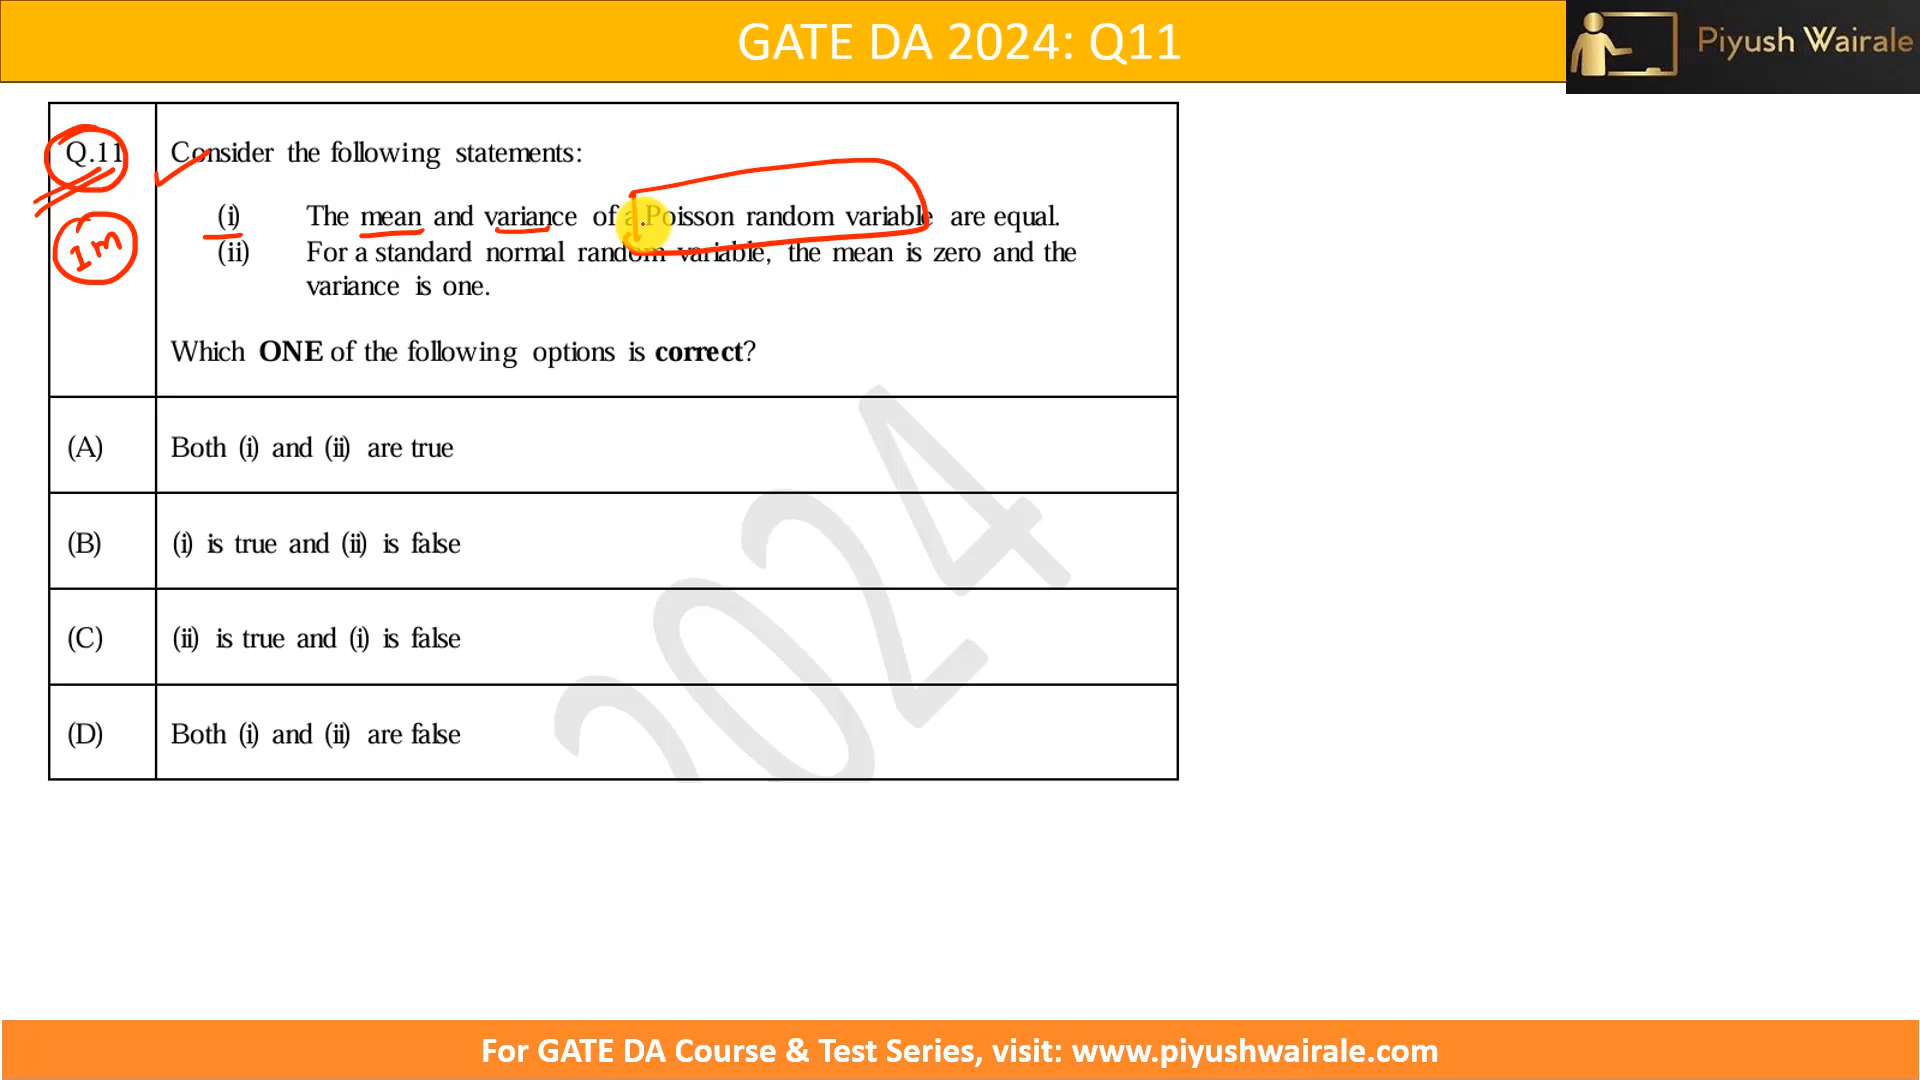 GATE DA 2024: Q11
Piyush Wairale
Q.11
Consider the following statements:
1m
(i) The mean and variance of a Poisson random variable are equal.
(ii) For a standard normal random variable, the mean is zero and the
variance is one.
Which ONE of the following options is correct?
(A) Both (i) and (ii) are true
(B) (i) is true and (ii) is false
(C) (ii) is true and (i) is false
(D) Both (i) and (ii) are false
2024
For GATE DA Course & Test Series, visit: www.piyushwairale.com